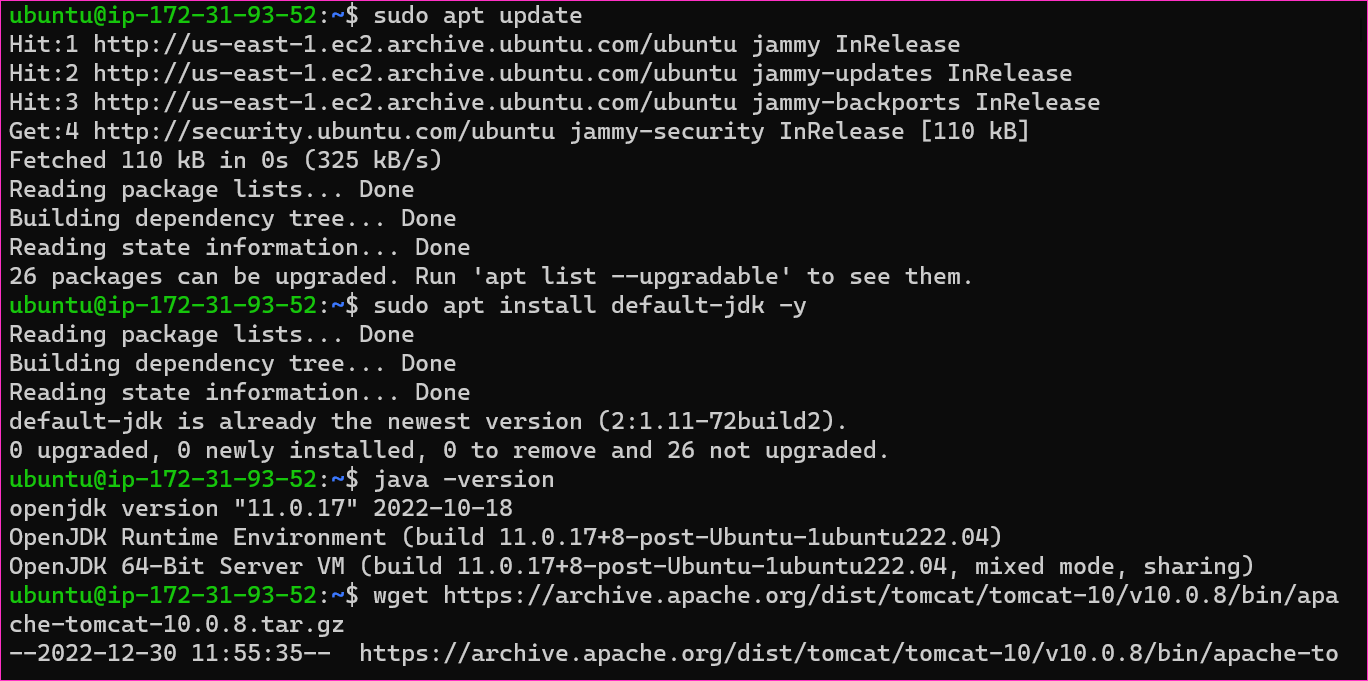 ubuntu@ip-172-31-93-52:~$ sudo apt update
Hit:1 http://us-east-1.ec2.archive.ubuntu.com/ubuntu jammy InRelease
Hit:2 http://us-east-1.ec2.archive.ubuntu.com/ubuntu jammy-updates InRelease
Hit:3 http://us-east-1.ec2.archive.ubuntu.com/ubuntu jammy-backports InRelease
Get:4 http://security.ubuntu.com/ubuntu jammy-security InRelease [110 kB]
Fetched 110 kB in 0s (325 kB/s)
Reading package lists... Done
Building dependency tree... Done
Reading state information... Done
26 packages can be upgraded. Run 'apt list --upgradable' to see them.
ubuntu@ip-172-31-93-52:~$ sudo apt install default-jdk -y
Reading package lists... Done
Building dependency tree... Done
Reading state information... Done
default-jdk is already the newest version (2:1.11-72build2).
0 upgraded, 0 newly installed, 0 to remove and 26 not upgraded.
ubuntu@ip-172-31-93-52:~$ java -version
openjdk version "11.0.17" 2022-10-18
OpenJDK Runtime Environment (build 11.0.17+8-post-Ubuntu-1ubuntu222.04)
OpenJDK 64-Bit Server VM (build 11.0.17+8-post-Ubuntu-1ubuntu222.04, mixed mode, sharing)
ubuntu@ip-172-31-93-52:~$ wget https://archive.apache.org/dist/tomcat/tomcat-10/v10.0.8/bin/apa
che-tomcat-10.0.8.tar.gz
--2022-12-30 11:55:35--  https://archive.apache.org/dist/tomcat/tomcat-10/v10.0.8/bin/apache-to